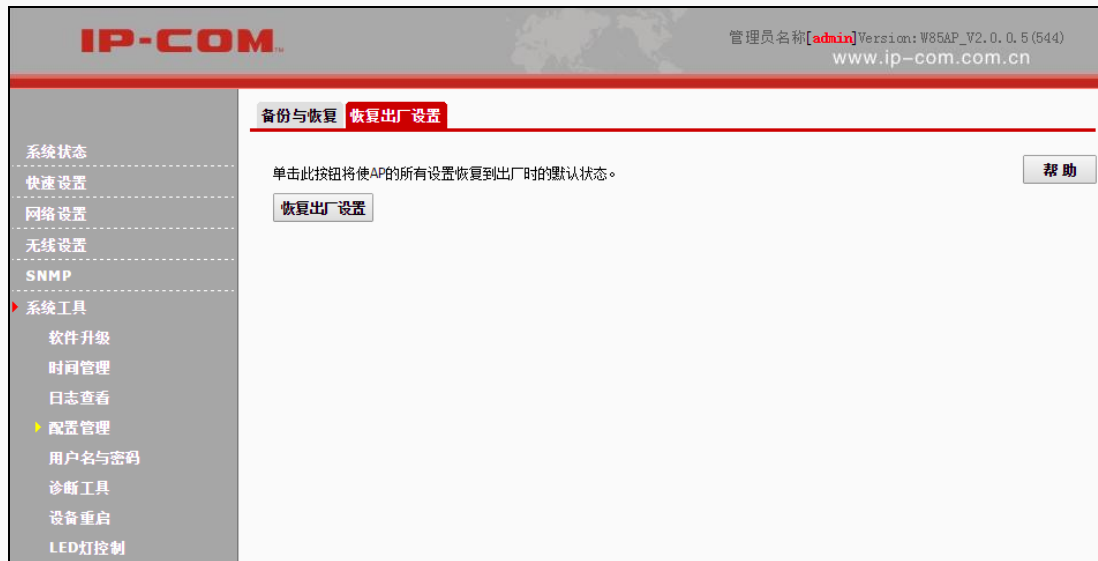 IP-COM
管理员名称[admin]Version:W85AP_V2.0.0.5(544)
www.ip-com.com.cn
备份与恢复 恢复出厂设置
单击此按钮将使AP的所有设置恢复到出厂时的默认状态。
恢复出厂设置
帮助
系统状态
快速设置
网络设置
无线设置
SNMP
系统工具
软件升级
时间管理
日志查看
配置管理
用户名与密码
诊断工具
设备重启
LED灯控制